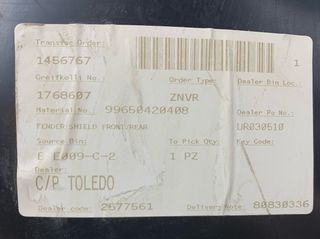 Transfer Order:
1456767 1
Greifkolli No.: Order Type: Dealer Bin Loc.:
1768607 ZNVR
Material No.: 99650420408 Dealer Po No
FENDER SHIELD FRONT/REAR UR030510
Source Bin: To Pick Qty: Key Code:
E E009-C-2 1 PZ
Dealer:
C/P TOLEDO
Dealer code: 2577561 Delivery Note: 80830336